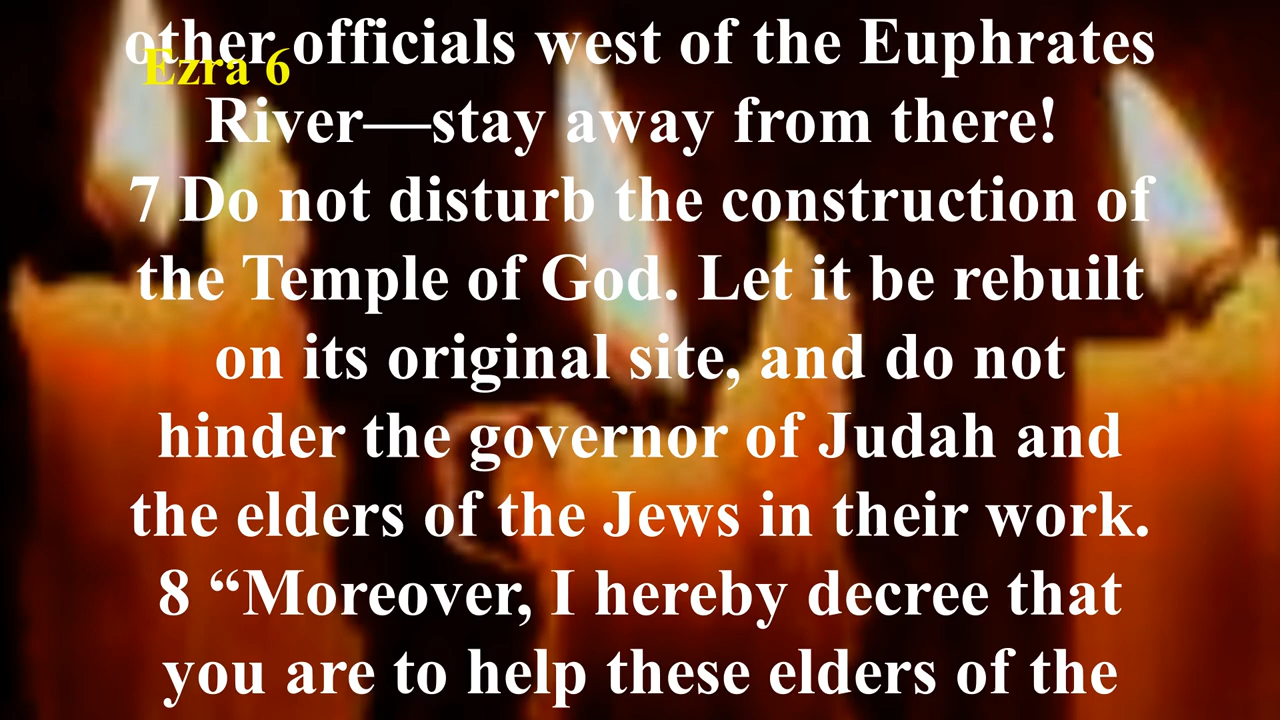 other officials west of the Euphrates
Ezra 6
River—stay away from there!
7 Do not disturb the construction of
the Temple of God. Let it be rebuilt
on its original site, and do not
hinder the governor of Judah and
the elders of the Jews in their work.
8 “Moreover, I hereby decree that
you are to help these elders of the